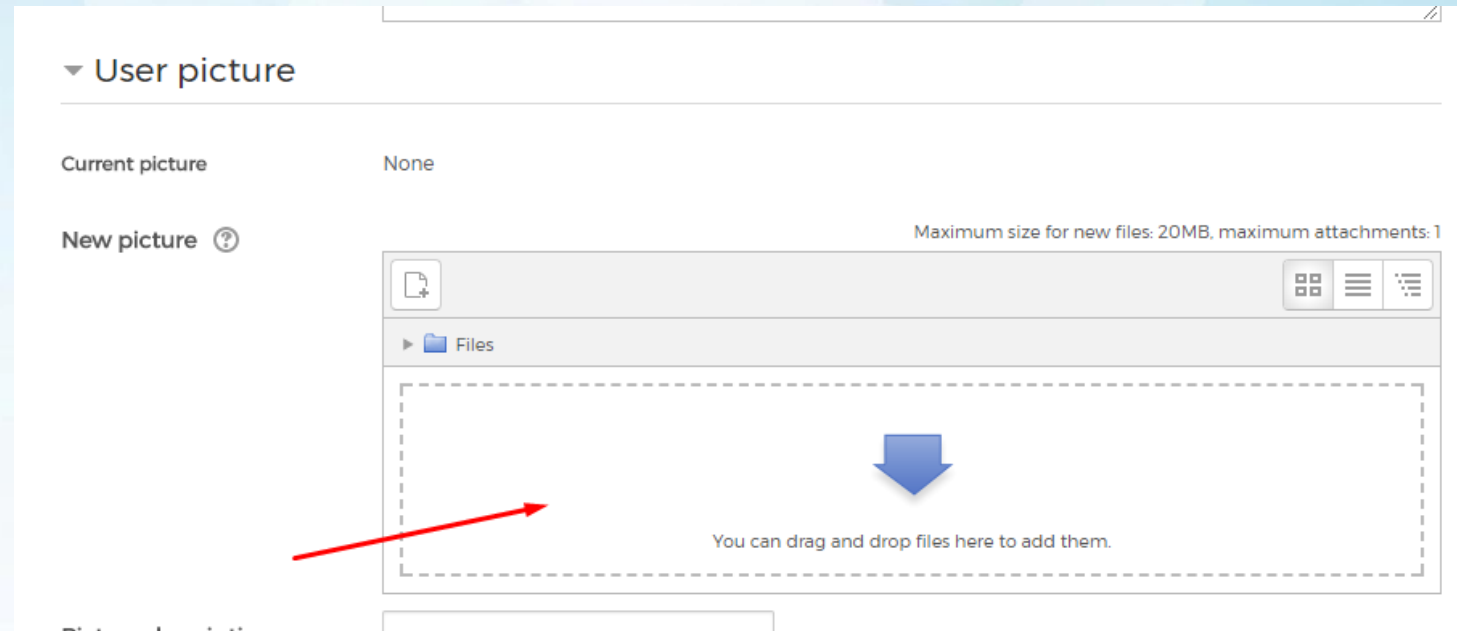 User picture
Current picture
None
New picture
Maximum size for new files: 20MB, maximum attachments: 1
Files
You can drag and drop files here to add them.